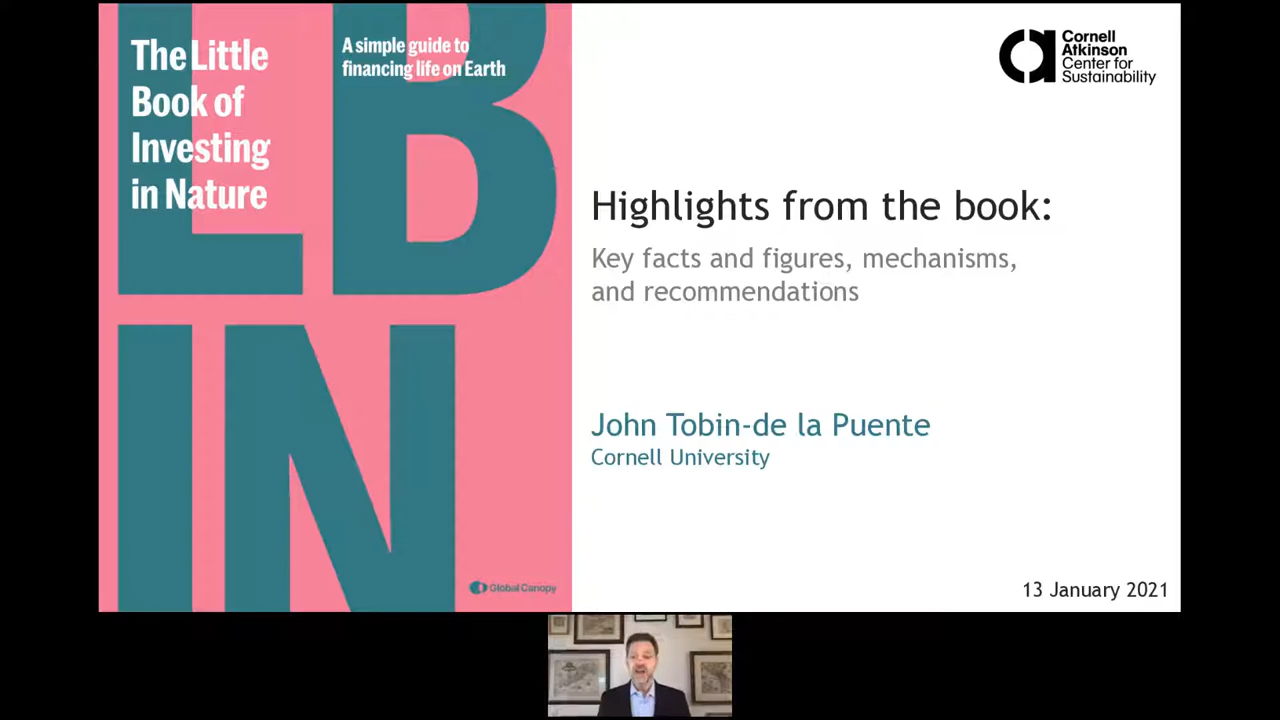 The Little
Book of
Investing
in Nature
A simple guide to
financing life on Earth
LB
IN
Global Canopy
Cornell
Atkinson
Center for
Sustainability
Highlights from the book:
Key facts and figures, mechanisms,
and recommendations
John Tobin-de la Puente
Cornell University
13 January 2021